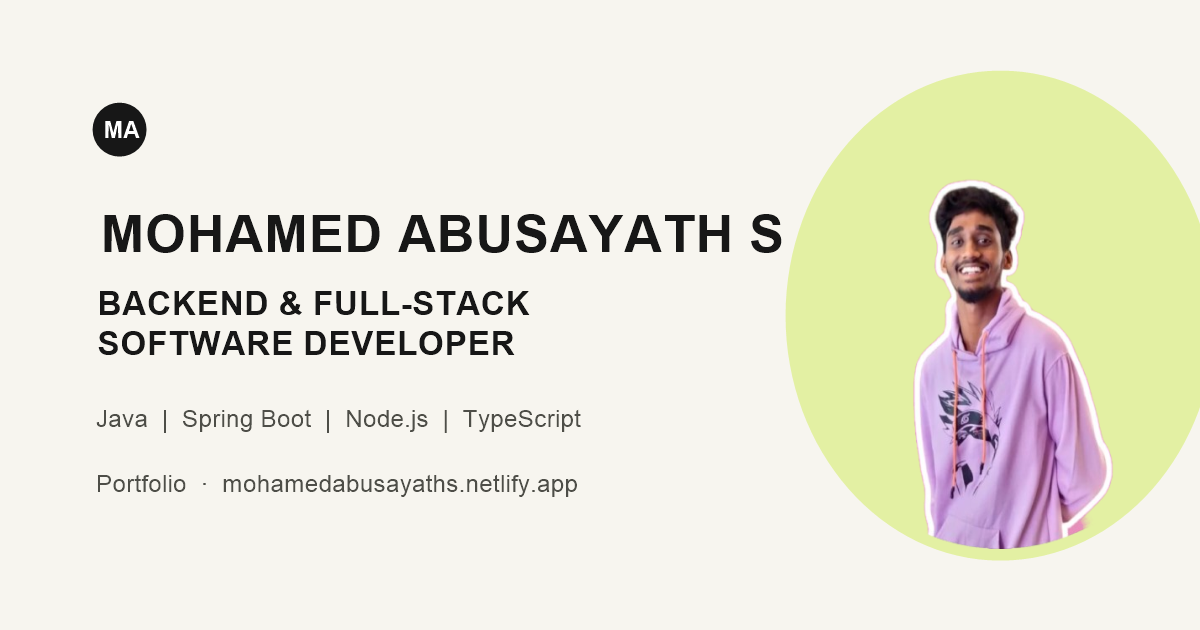 MA
MOHAMED ABUSAYATH S
BACKEND & FULL-STACK
SOFTWARE DEVELOPER
Java | Spring Boot | Node.js | TypeScript
Portfolio · mohamedabusayaths.netlify.app